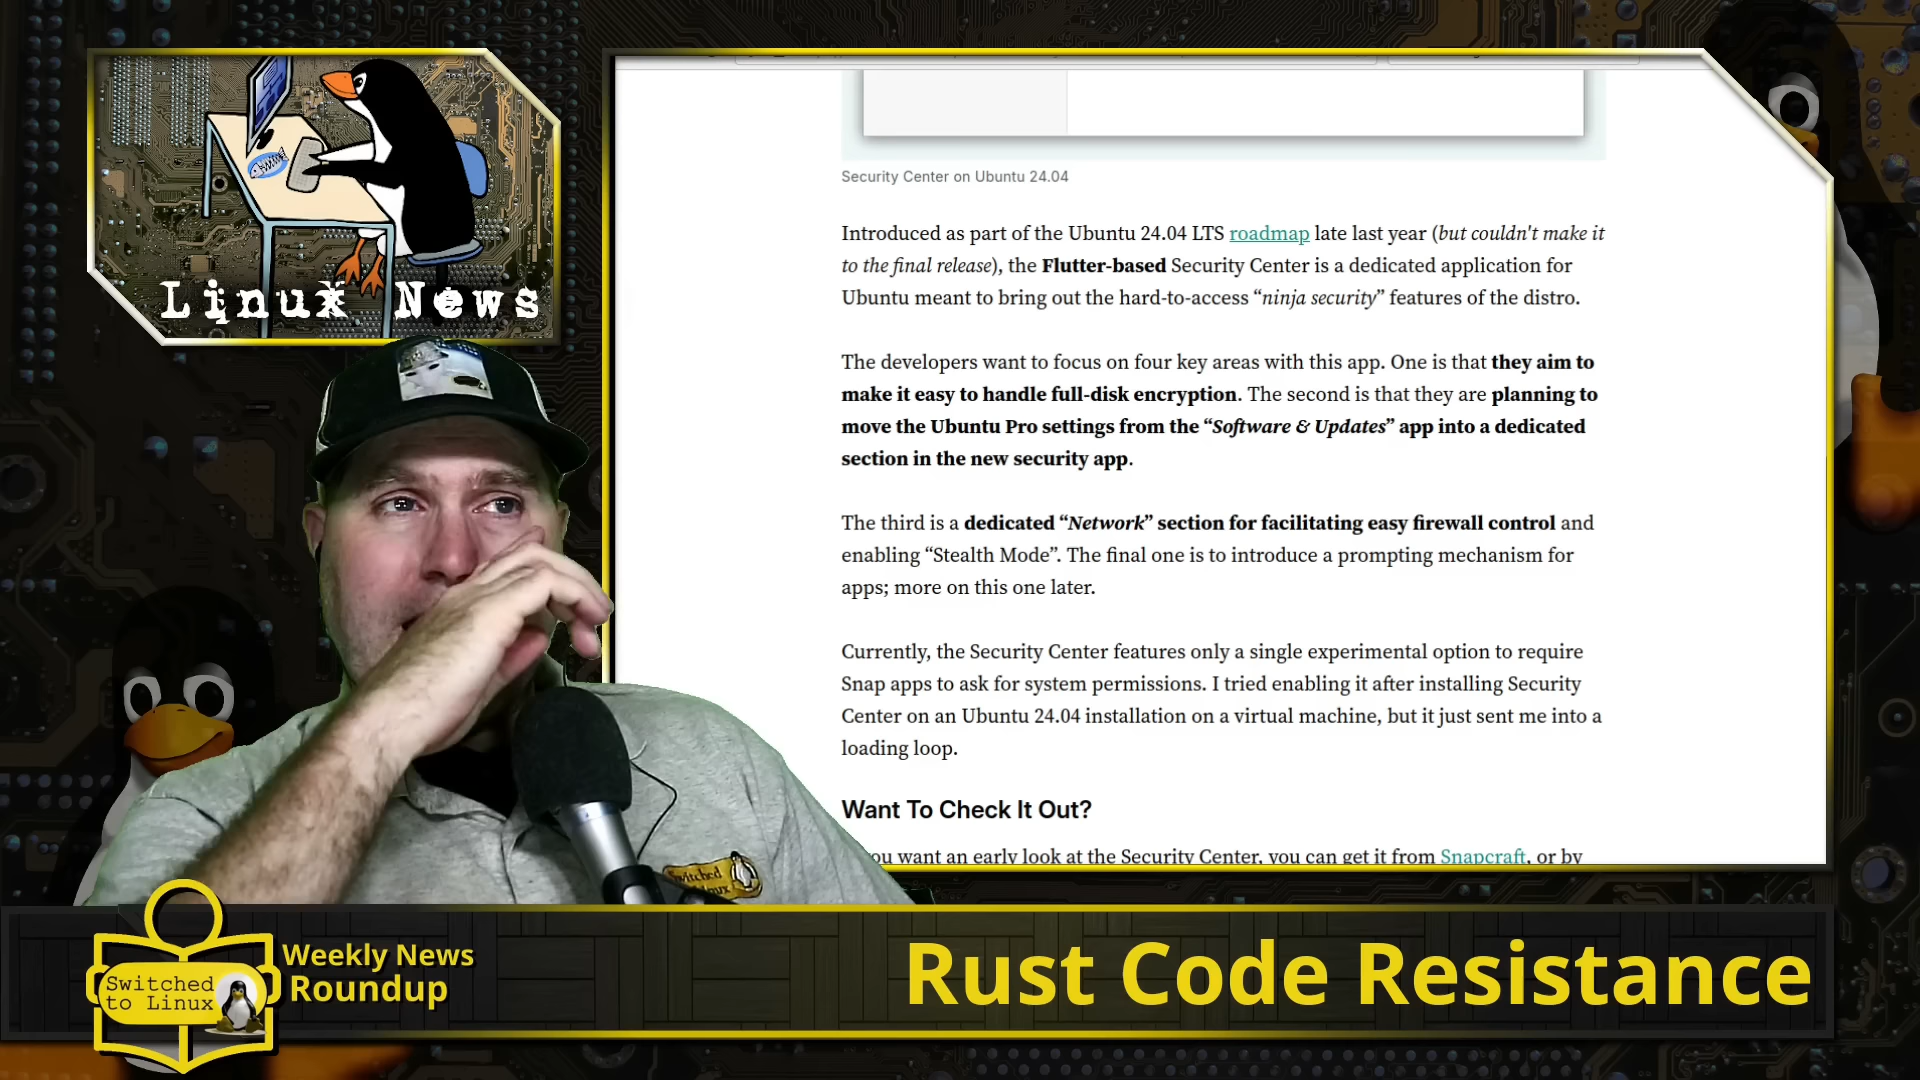 Linux News
Security Center on Ubuntu 24.04
Introduced as part of the Ubuntu 24.04 LTS roadmap late last year (but couldn't make it
to the final release), the Flutter-based Security Center is a dedicated application for
Ubuntu meant to bring out the hard-to-access “ninja security” features of the distro.
The developers want to focus on four key areas with this app. One is that they aim to
make it easy to handle full-disk encryption. The second is that they are planning to
move the Ubuntu Pro settings from the “Software & Updates” app into a dedicated
section in the new security app.
The third is a dedicated “Network” section for facilitating easy firewall control and
enabling “Stealth Mode”. The final one is to introduce a prompting mechanism for
apps; more on this one later.
Currently, the Security Center features only a single experimental option to require
Snap apps to ask for system permissions. I tried enabling it after installing Security
Center on an Ubuntu 24.04 installation on a virtual machine, but it just sent me into a
loading loop.
Want To Check It Out?
you want an early look at the Security Center, you can get it from Snapcraft, or by
Switched
Switched
to Linux
Weekly News
Roundup
Rust Code Resistance